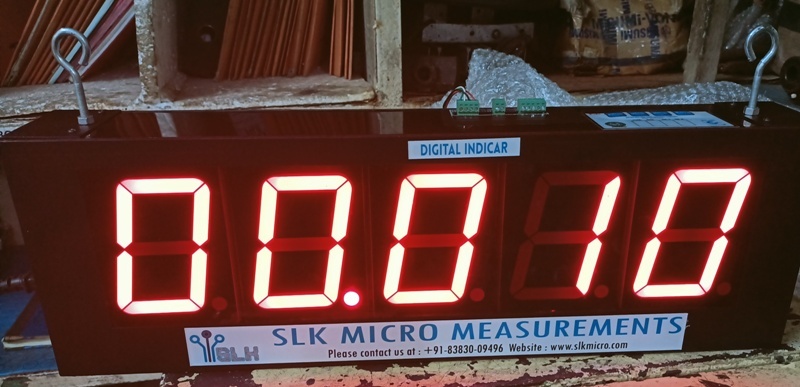 DIGITAL INDICAR
00.010
SLK
SLK MICRO MEASUREMENTS
Please contact us at : +91-83830-09496 Website : www.slkmicro.com